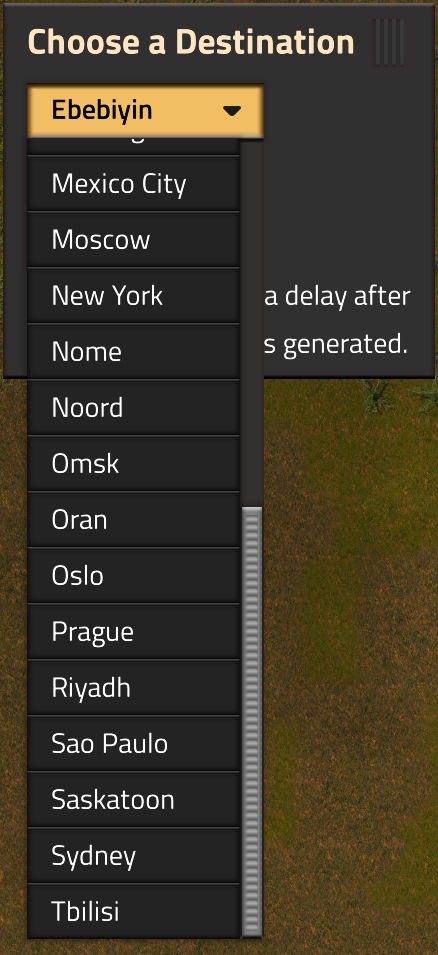 Choose a Destination
Ebebiyin
Mexico City
Moscow
New York
a delay after
Nome
s generated.
Noord
Omsk
Oran
Oslo
Prague
Riyadh
Sao Paulo
Saskatoon
Sydney
Tbilisi